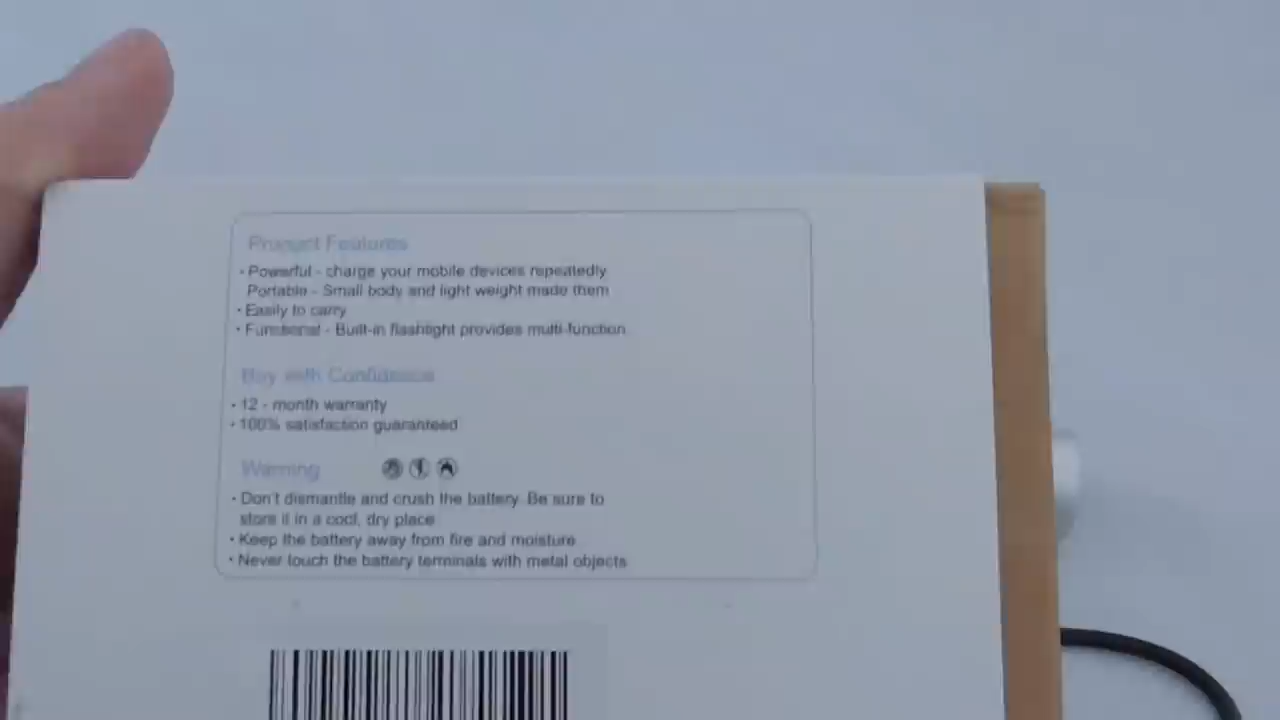 Product Features
• Powerful - charge your mobile devices repeatedly
Portable - Small body and light weight made them
• Easily to carry
• Functional - Built-in flashlight provides multi-function
Buy with Confidence
• 12 - month warranty
• 100% satisfaction guaranteed
Warning
• Don't dismantle and crush the battery. Be sure to
store it in a cool, dry place
• Keep the battery away from fire and moisture
• Never touch the battery terminals with metal objects